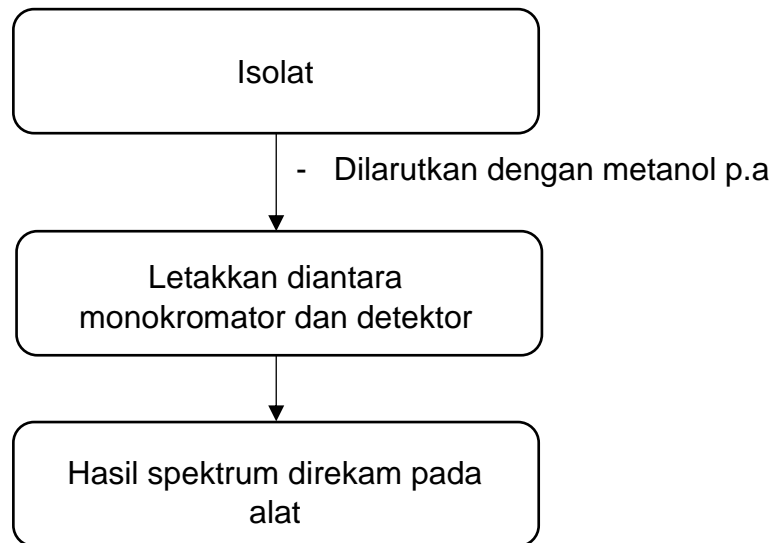 Isolat
- Dilarutkan dengan metanol p.a
Letakkan diantara
monokromator dan detektor
Hasil spektrum direkam pada
alat